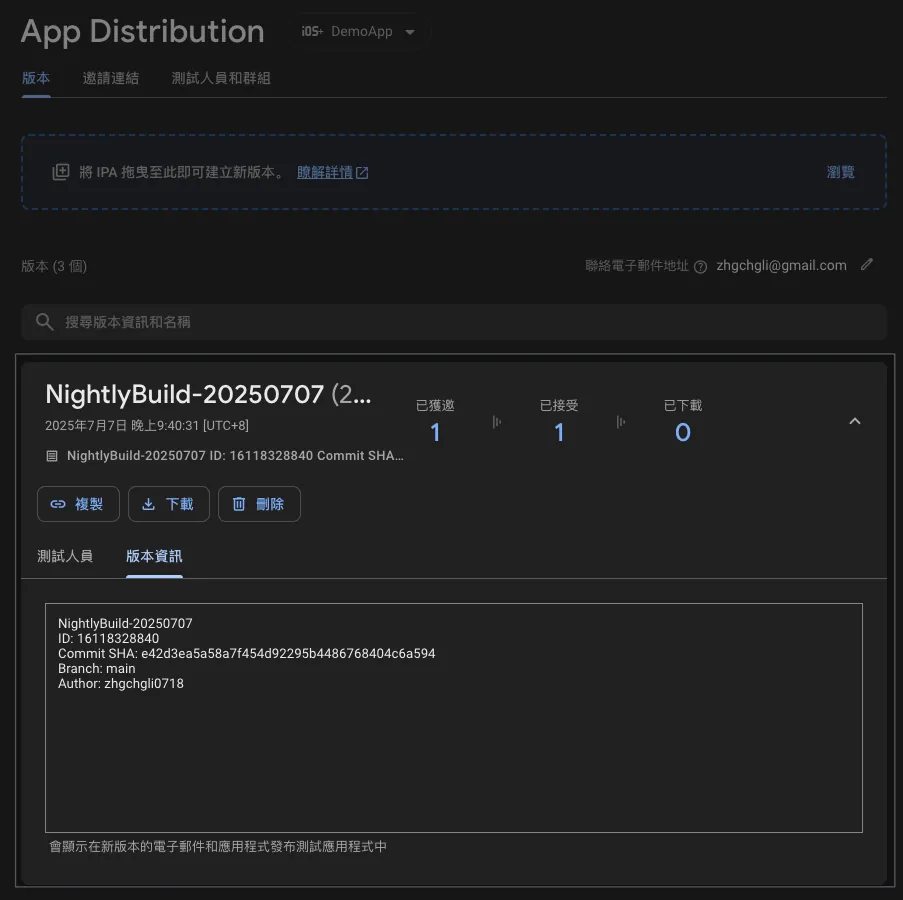 App Distribution
iOS+ DemoApp
版本 邀請連結 測試人員和群組
將 IPA 拖曳至此即可建立新版本。 瞭解詳情 瀏覽
版本 (3 個) 聯絡電子郵件地址 zhgchgli@gmail.com
搜尋版本資訊和名稱
NightlyBuild-20250707 (2...
2025年7月7日 晚上9:40:31 [UTC+8]
NightlyBuild-20250707 ID: 16118328840 Commit SHA...
已獲邀 已接受 已下載
1 1 0
複製 下載 刪除
測試人員 版本資訊
NightlyBuild-20250707
ID: 16118328840
Commit SHA: e42d3ea5a58a7f454d92295b4486768404c6a594
Branch: main
Author: zhgchgli0718
會顯示在新版本的電子郵件和應用程式發布測試應用程式中